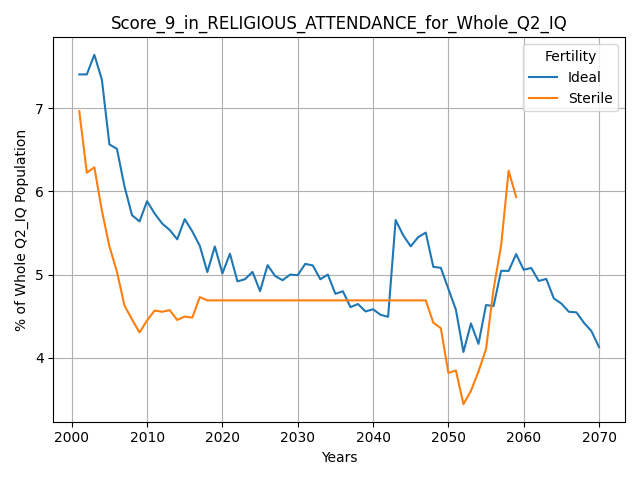 Score_9_in_RELIGIOUS_ATTENDANCE_for_Whole_Q2_IQ
Fertility
Ideal
Sterile
% of Whole Q2_IQ Population
7
6
5
4
2000 2010 2020 2030 2040 2050 2060 2070
Years